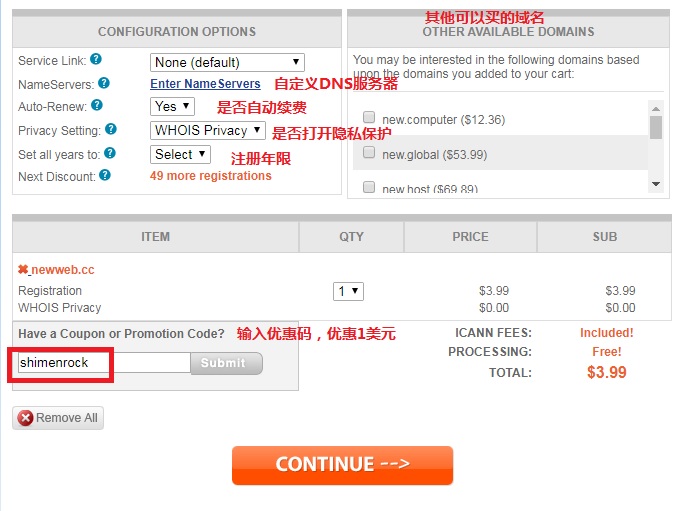 CONFIGURATION OPTIONS
Service Link: ? None (default)
NameServers: ? Enter NameServers 自定义DNS服务器
Auto-Renew: ? Yes 是否自动续费
Privacy Setting: ? WHOIS Privacy 是否打开隐私保护
Set all years to: ? Select 注册年限
Next Discount: ? 49 more registrations
其他可以买的域名
OTHER AVAILABLE DOMAINS
You may be interested in the following domains based
upon the domains you added to your cart:
new.computer ($12.36)
new.global ($53.99)
new.host ($69.89)
ITEM QTY PRICE SUB
newweb.cc
Registration 1 $3.99 $3.99
WHOIS Privacy $0.00 $0.00
Have a Coupon or Promotion Code? 输入优惠码，优惠1美元
shimenrock Submit
ICANN FEES: Included!
PROCESSING: Free!
TOTAL: $3.99
Remove All
CONTINUE -->